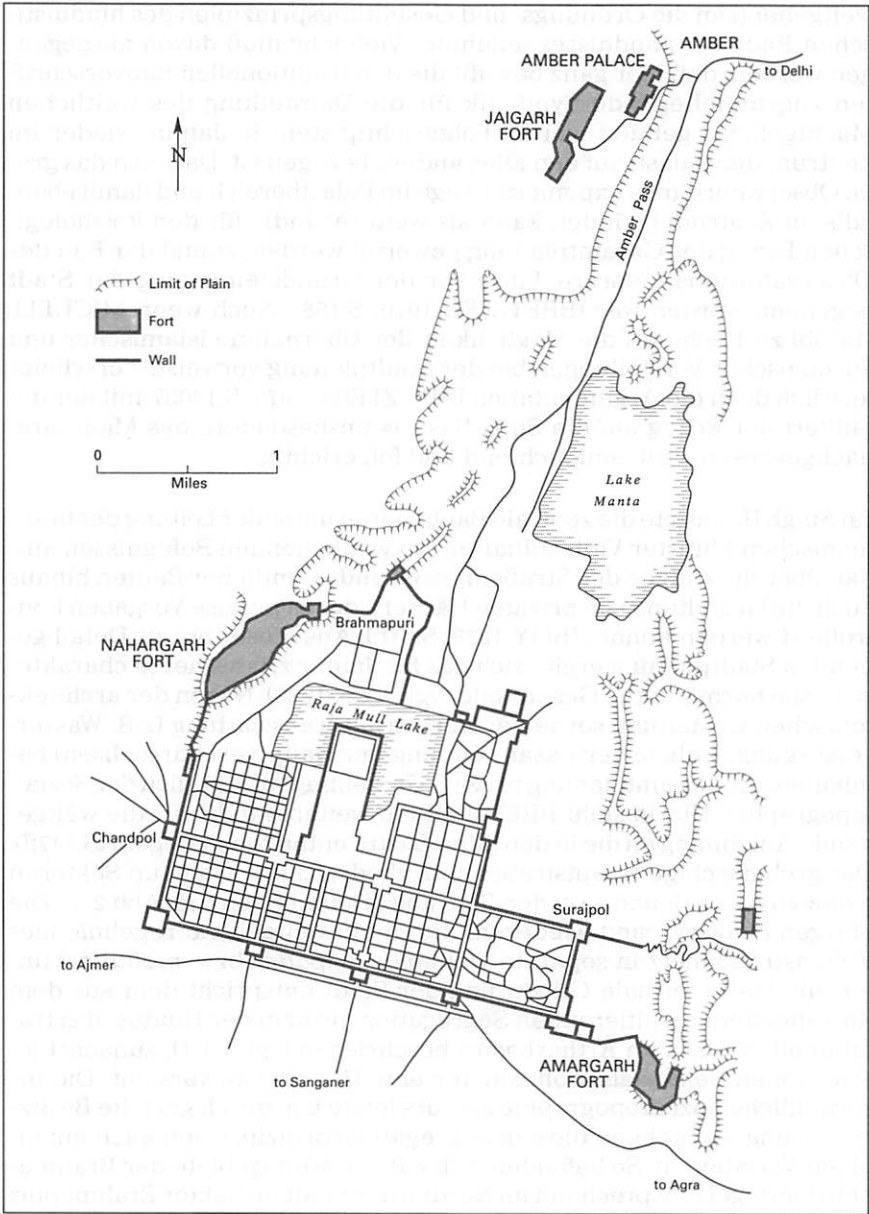 AMBER
AMBER PALACE
to Delhi
JAIGARH
FORT
N
Amber Pass
Limit of Plain
Fort
Wall
0
1
Miles
Lake
Manta
Brahmapuri
NAHARGARH
FORT
Raja Mull Lake
Chandpol
Surajpol
to Ajmer
to Sanganer
AMARGARH
FORT
to Agra